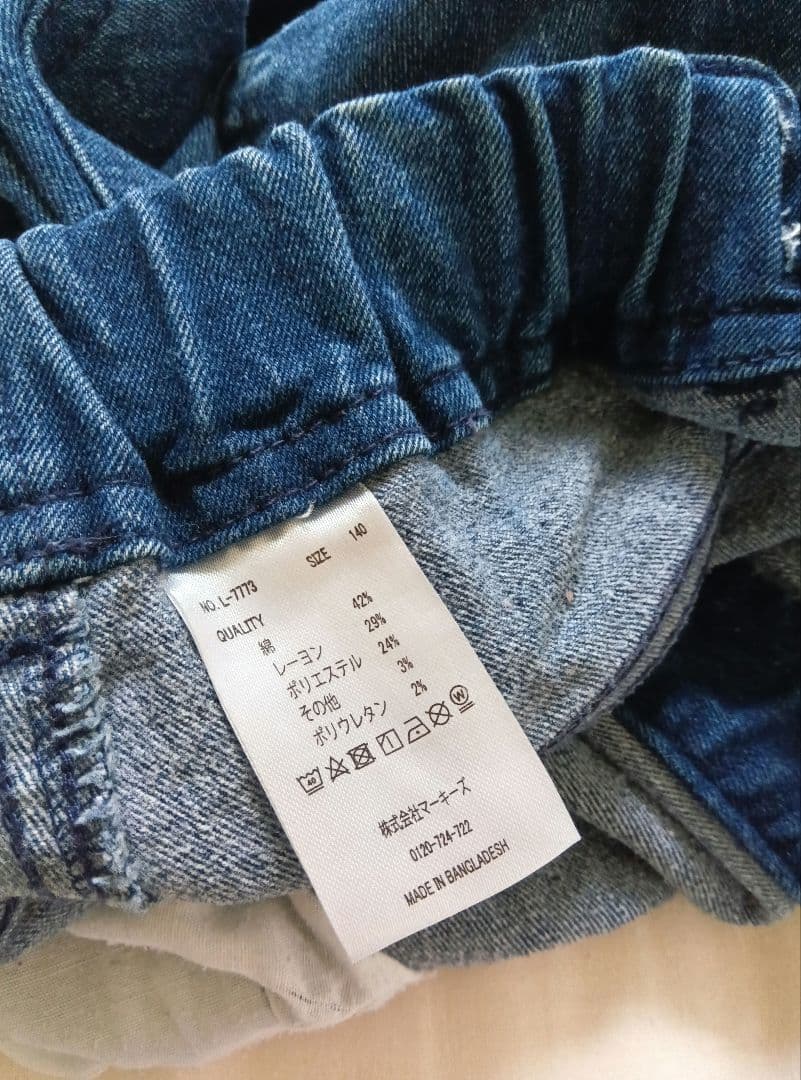 NO. L-7773 SIZE 140
QUALITY
綿 42%
レーヨン 29%
ポリエステル 24%
その他 3%
ポリウレタン 2%
40 W
株式会社マーキーズ
0120-724-722
MADE IN BANGLADESH